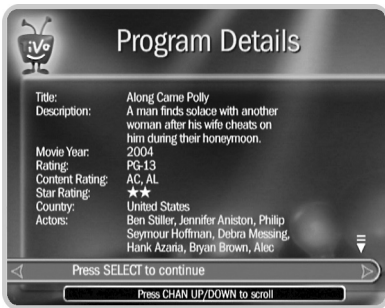 TiVo
Program Details
Title: Along Came Polly
Description: A man finds solace with another
woman after his wife cheats on
him during their honeymoon.
Movie Year: 2004
Rating: PG-13
Content Rating: AC, AL
Star Rating: ★★
Country: United States
Actors: Ben Stiller, Jennifer Aniston, Philip
Seymour Hoffman, Debra Messing,
Hank Azaria, Bryan Brown, Alec
Press SELECT to continue
Press CHAN UP/DOWN to scroll